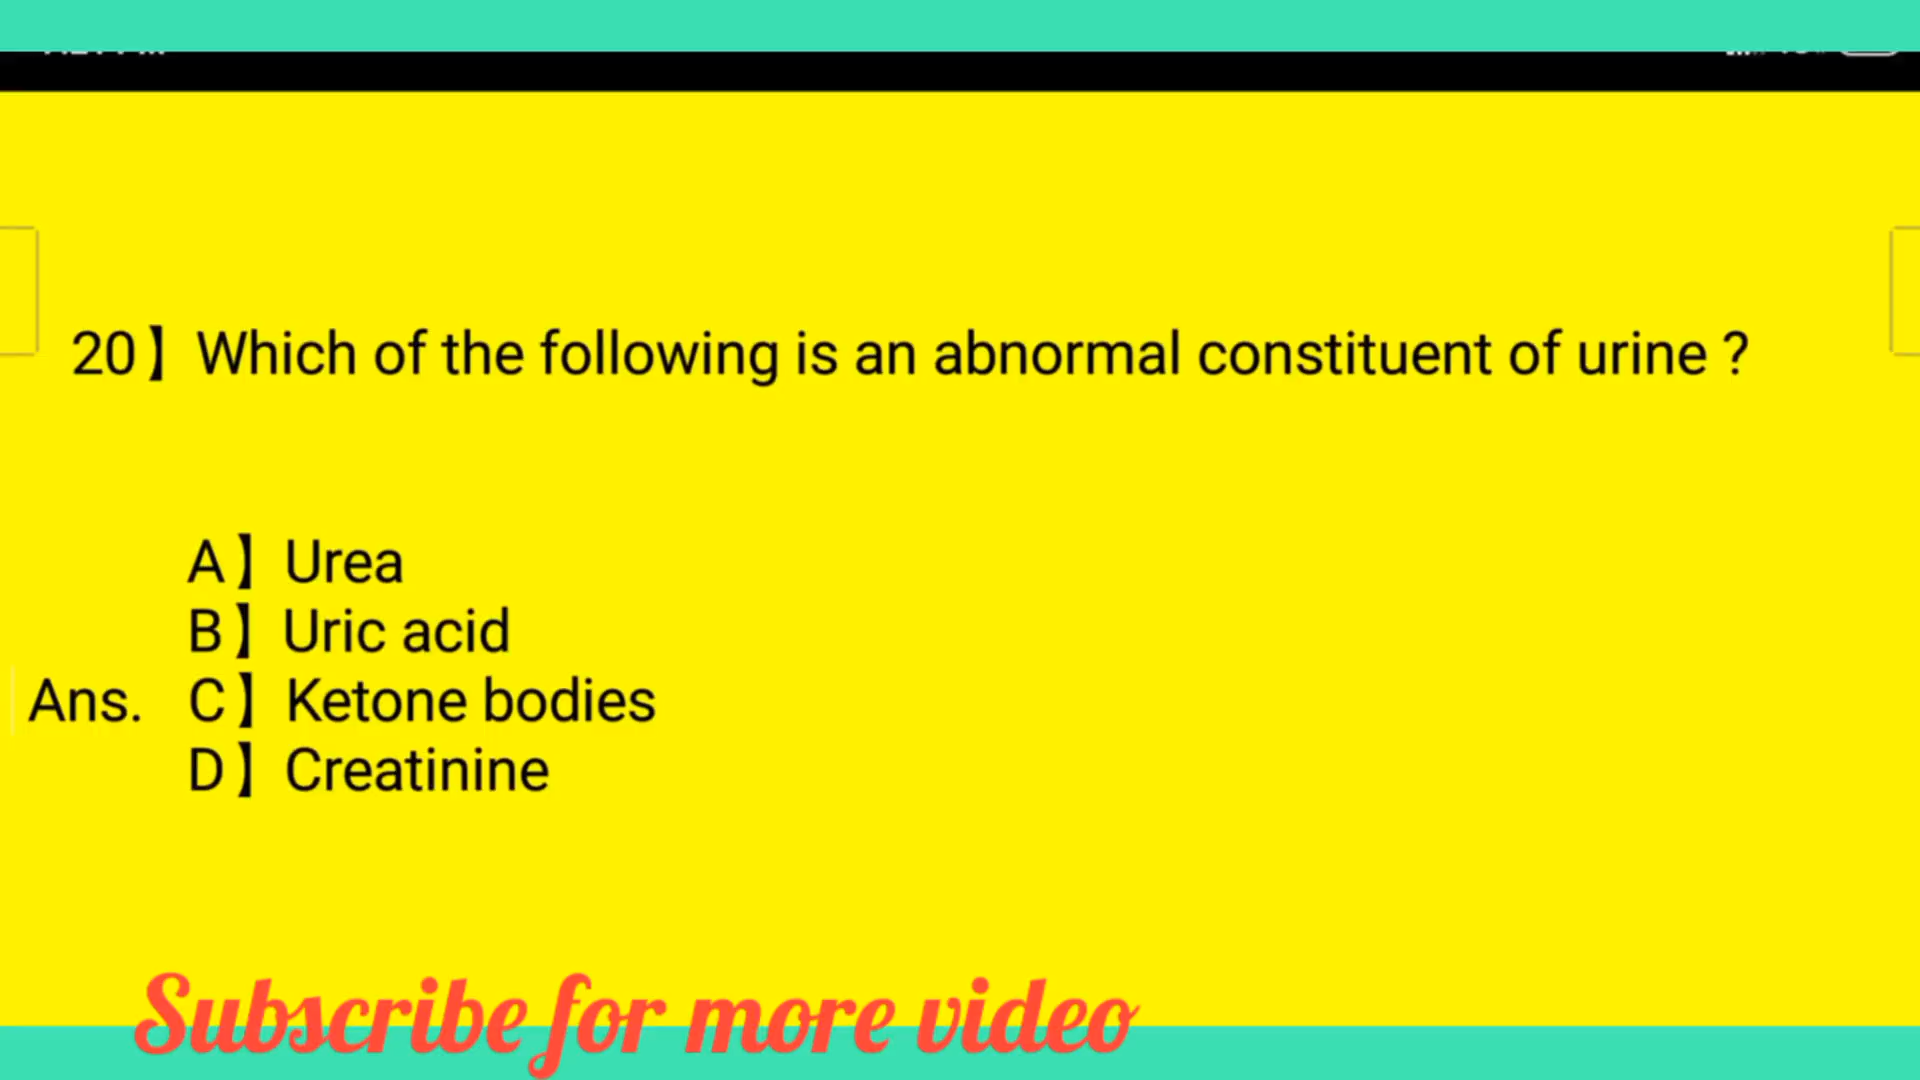 20】Which of the following is an abnormal constituent of urine ?
A】Urea
B】Uric acid
Ans. C】Ketone bodies
D】Creatinine
Subscribe for more video